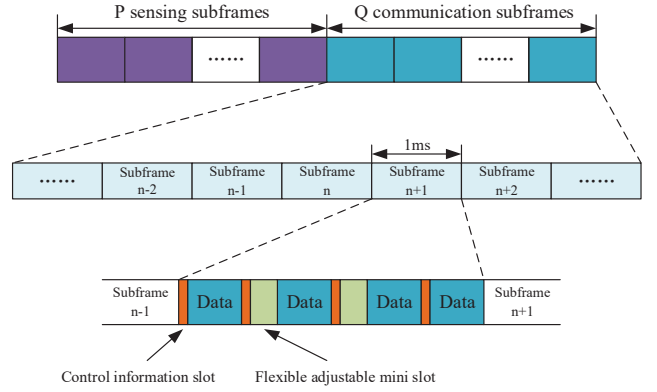 P sensing subframes
Q communication subframes
......
......
1ms
......
Subframe
n-2
Subframe
n-1
Subframe
n
Subframe
n+1
Subframe
n+2
......
Subframe
n-1
Data
Data
Data
Data
Subframe
n+1
Control information slot
Flexible adjustable mini slot